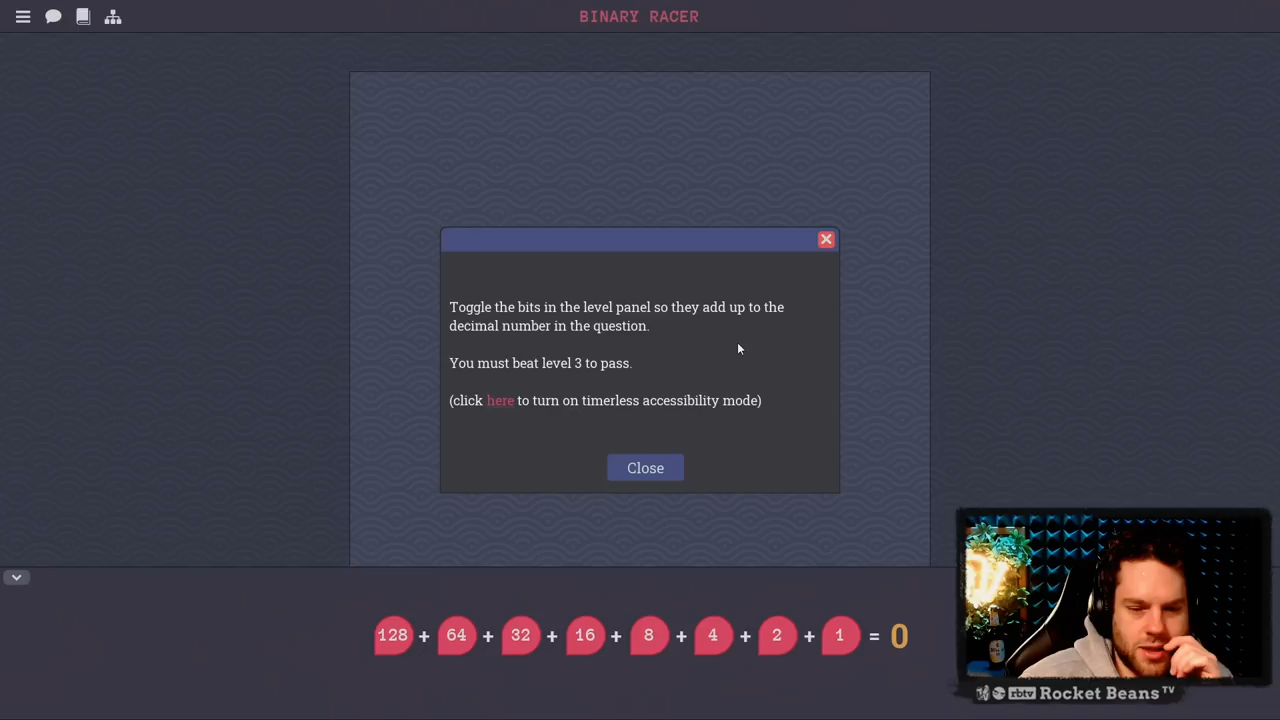 BINARY RACER
Toggle the bits in the level panel so they add up to the
decimal number in the question.
You must beat level 3 to pass.
(click here to turn on timerless accessibility mode)
Close
128 + 64 + 32 + 16 + 8 + 4 + 2 + 1 = 0
rbtv Rocket Beans TV